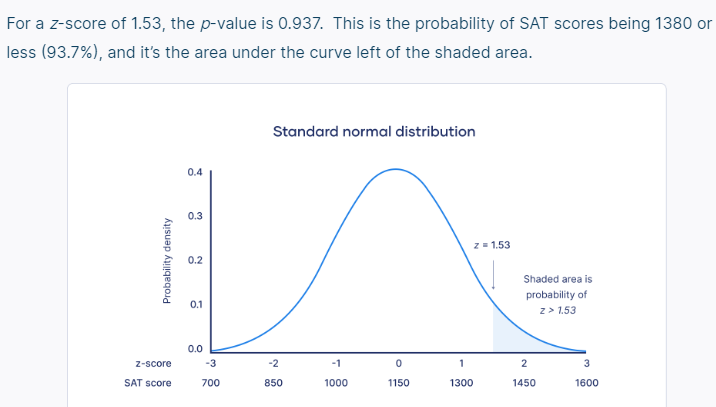 For a z-score of 1.53, the p-value is 0.937. This is the probability of SAT scores being 1380 or
less (93.7%), and it’s the area under the curve left of the shaded area.
Standard normal distribution
0.4
0.3
0.2
0.1
0.0
Probability density
z = 1.53
Shaded area is
probability of
z > 1.53
z-score -3 -2 -1 0 1 2 3
SAT score 700 850 1000 1150 1300 1450 1600